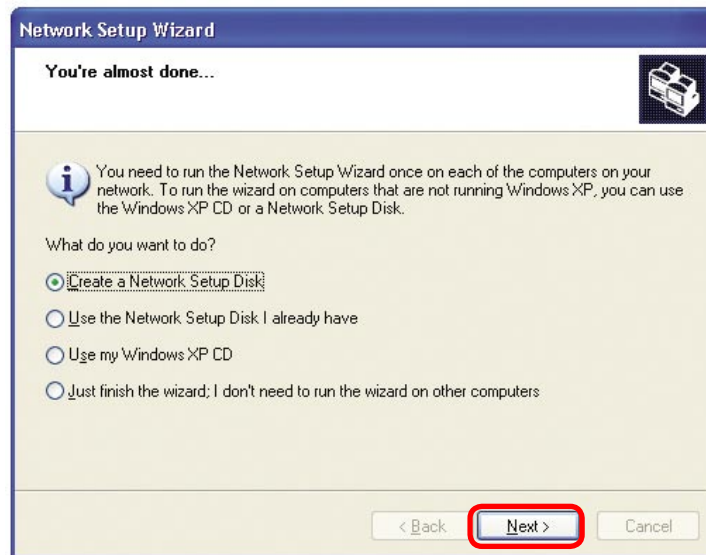 Network Setup Wizard
You're almost done...
You need to run the Network Setup Wizard once on each of the computers on your
network. To run the wizard on computers that are not running Windows XP, you can use
the Windows XP CD or a Network Setup Disk.
What do you want to do?
Create a Network Setup Disk
Use the Network Setup Disk I already have
Use my Windows XP CD
Just finish the wizard; I don't need to run the wizard on other computers
< Back Next > Cancel